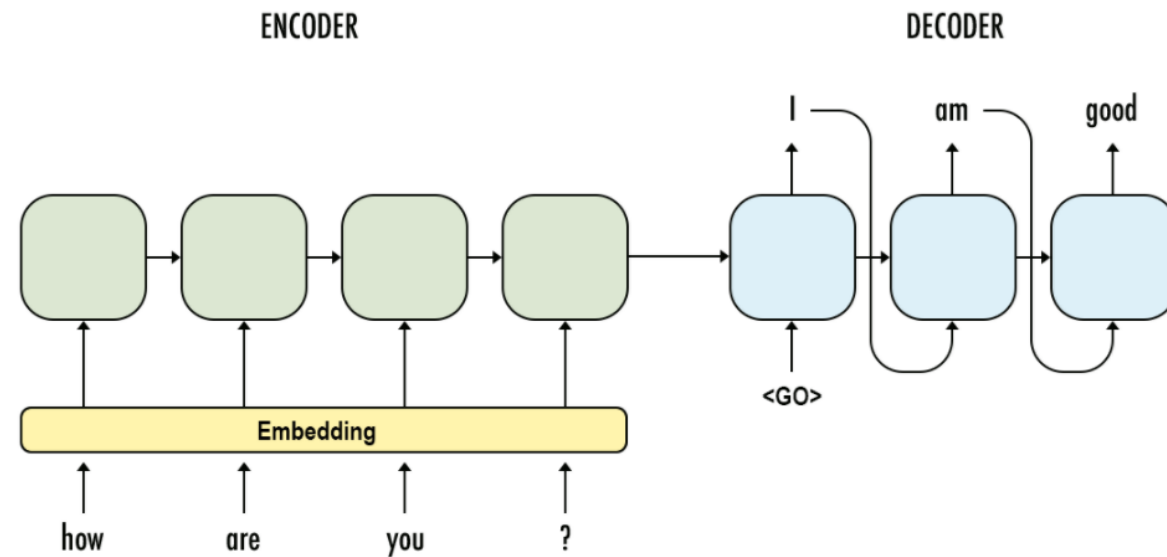 ENCODER DECODER
I am good
<GO>
Embedding
how are you ?